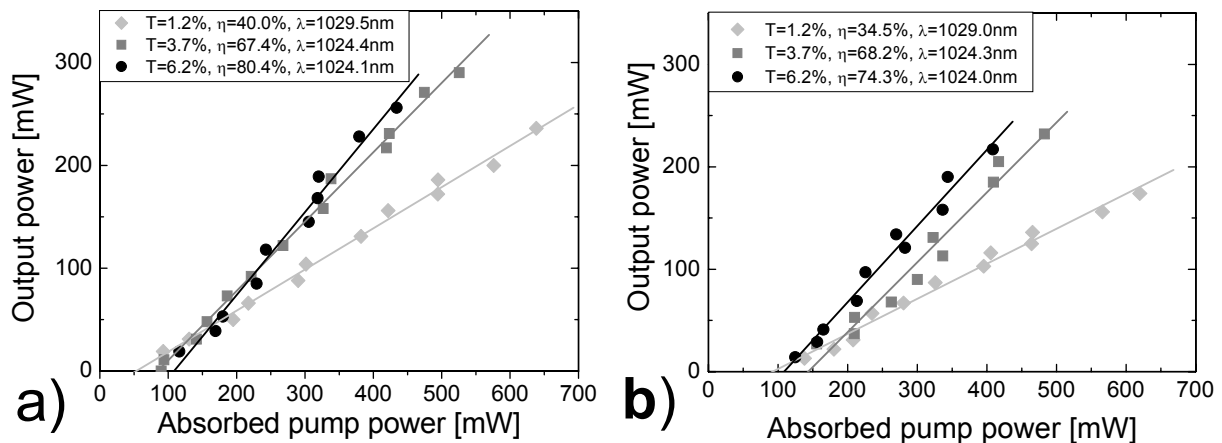 T=1.2%, η=40.0%, λ=1029.5nm
T=3.7%, η=67.4%, λ=1024.4nm
T=6.2%, η=80.4%, λ=1024.1nm
300
200
100
0
Output power [mW]
0 100 200 300 400 500 600 700
Absorbed pump power [mW]
a)
T=1.2%, η=34.5%, λ=1029.0nm
T=3.7%, η=68.2%, λ=1024.3nm
T=6.2%, η=74.3%, λ=1024.0nm
300
200
100
0
Output power [mW]
0 100 200 300 400 500 600 700
Absorbed pump power [mW]
b)